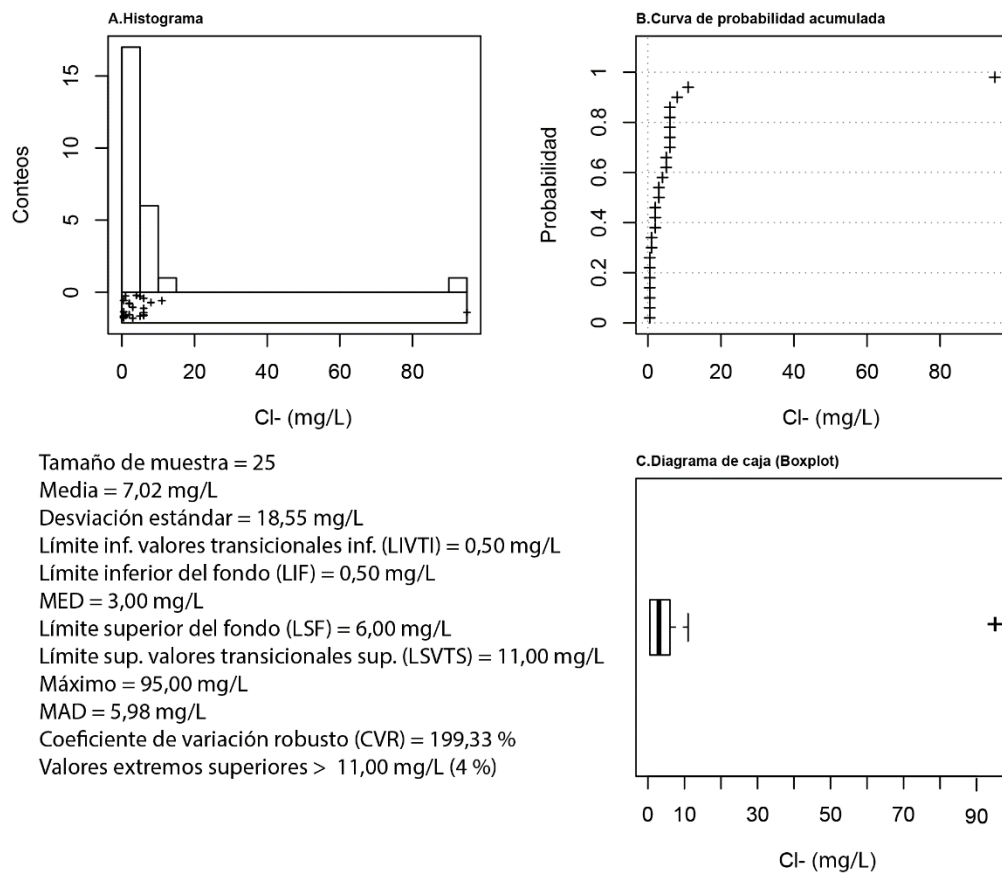 A.Histograma
Conteos
15
10
5
0
0 20 40 60 80
Cl- (mg/L)
B.Curva de probabilidad acumulada
Probabilidad
1
0.8
0.6
0.4
0.2
0
0 20 40 60 80
Cl- (mg/L)
Tamaño de muestra = 25
Media = 7,02 mg/L
Desviación estándar = 18,55 mg/L
Límite inf. valores transicionales inf. (LIVTI) = 0,50 mg/L
Límite inferior del fondo (LIF) = 0,50 mg/L
MED = 3,00 mg/L
Límite superior del fondo (LSF) = 6,00 mg/L
Límite sup. valores transicionales sup. (LSVTS) = 11,00 mg/L
Máximo = 95,00 mg/L
MAD = 5,98 mg/L
Coeficiente de variación robusto (CVR) = 199,33 %
Valores extremos superiores > 11,00 mg/L (4 %)
C.Diagrama de caja (Boxplot)
0 10 30 50 70 90
Cl- (mg/L)